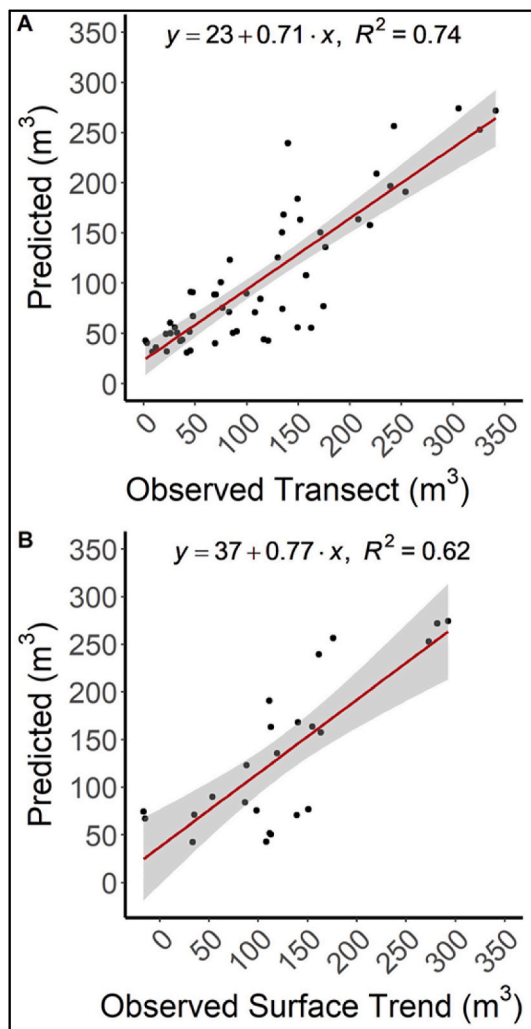 A
y = 23 + 0.71 · x, R² = 0.74
350
300
250
200
150
100
50
0
Predicted (m³)
0 50 100 150 200 250 300 350
Observed Transect (m³)
B
y = 37 + 0.77 · x, R² = 0.62
350
300
250
200
150
100
50
0
Predicted (m³)
0 50 100 150 200 250 300 350
Observed Surface Trend (m³)